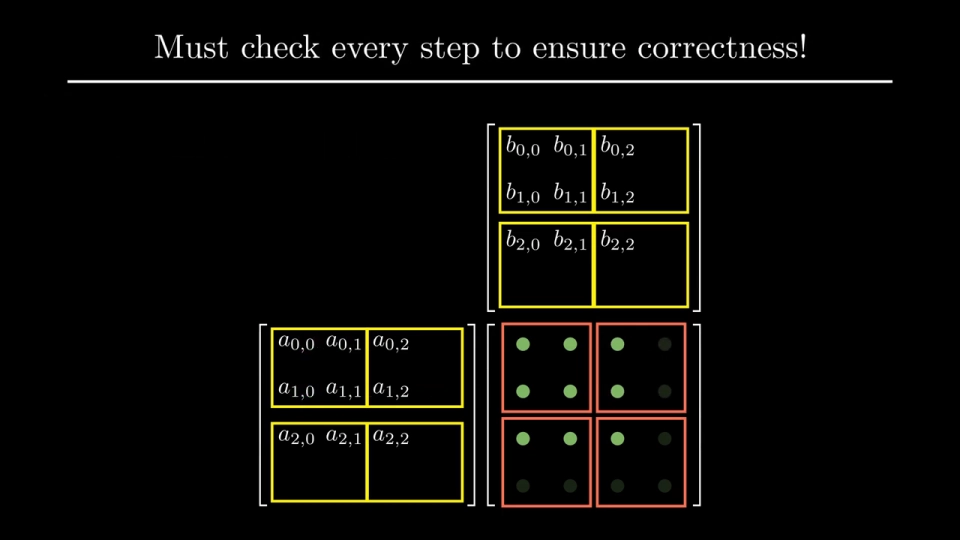 Must check every step to ensure correctness!
b0,0 b0,1 b0,2
b1,0 b1,1 b1,2
b2,0 b2,1 b2,2
a0,0 a0,1 a0,2
a1,0 a1,1 a1,2
a2,0 a2,1 a2,2